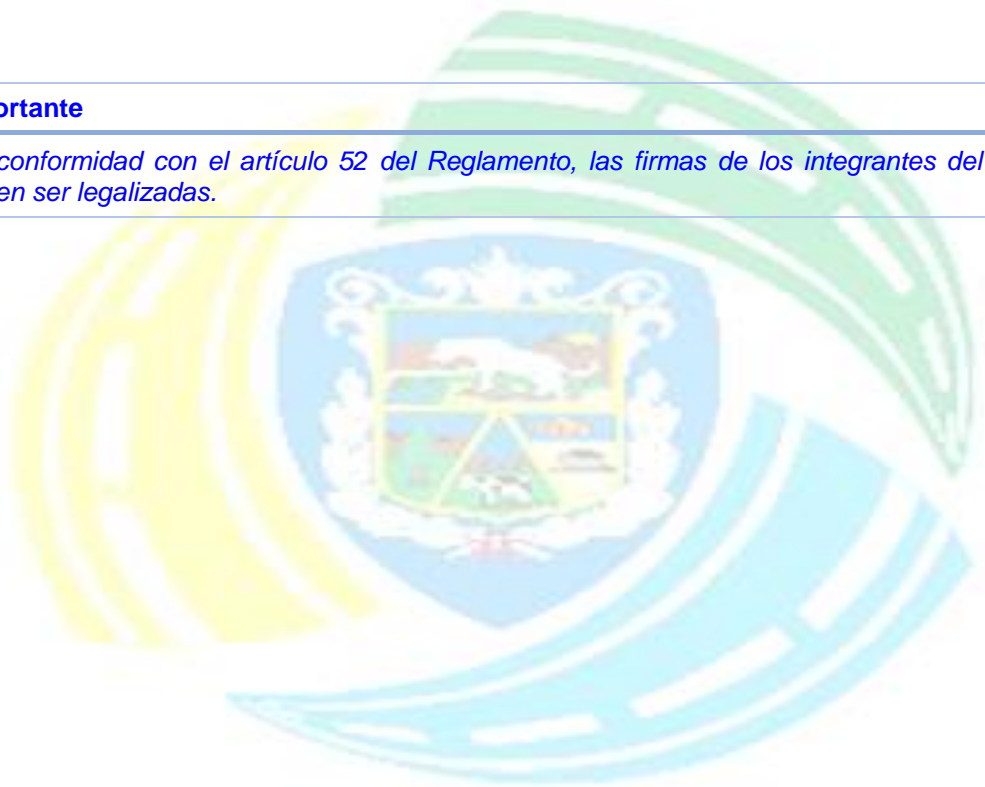 ortante
conformidad con el artículo 52 del Reglamento, las firmas de los integrantes del
en ser legalizadas.